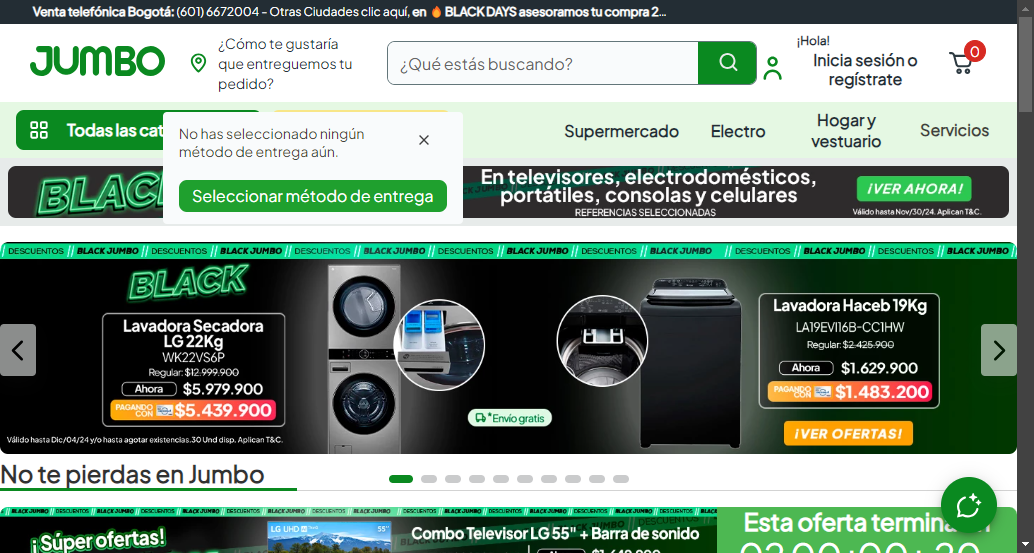 Venta telefónica Bogotá: (601) 6672004 - Otras Ciudades clic aquí, en 🔥 BLACK DAYS asesoramos tu compra 2...
JUMBO
¿Cómo te gustaría
que entreguemos tu
pedido?
¿Qué estás buscando?
¡Hola!
Inicia sesión o
regístrate
0
Todas las cat
No has seleccionado ningún
método de entrega aún.
Seleccionar método de entrega
Supermercado
Electro
Hogar y
vestuario
Servicios
BLACK
En televisores, electrodomésticos,
portátiles, consolas y celulares
REFERENCIAS SELECCIONADAS
¡VER AHORA!
Válido hasta Nov/30/24. Aplican T&C.
DESCUENTOS // BLACK JUMBO // DESCUENTOS // BLACK JUMBO // DESCUENTOS // BLACK JUMBO // DESCUENTOS // BLACK JUMBO // DESCUENTOS // BLACK JUMBO // DESCUENTOS // BLACK JUMBO // DESCUENTOS // BLACK JUMBO
BLACK
Lavadora Secadora
LG 22Kg
WK22VS6P
Regular: $12.999.900
Ahora $5.979.900
PAGANDO
CON $5.439.900
Válido hasta Dic/04/24 y/o hasta agotar existencias.30 Und disp. Aplican T&C.
*Envío gratis
Lavadora Haceb 19Kg
LA19EVI16B-CC1HW
Regular: $2.425.900
Ahora $1.629.900
PAGANDO
CON $1.483.200
¡VER OFERTAS!
No te pierdas en Jumbo
¡Súper ofertas!
LG UHD
55"
Combo Televisor LG 55" + Barra de sonido
Esta oferta termina